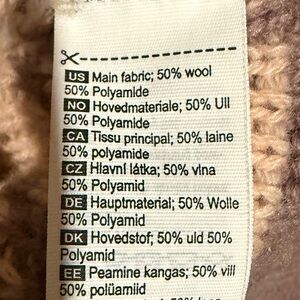 US Main fabric; 50% wool
50% Polyamide
NO Hovedmateriale; 50% Ull
50% Polyamide
CA Tissu principal; 50% laine
50% polyamide
CZ Hlavní látka; 50% vlna
50% Polyamid
DE Hauptmaterial; 50% Wolle
50% Polyamid
DK Hovedstof; 50% uld 50%
Polyamid
EE Peamine kangas; 50% vill
50% polüamiid